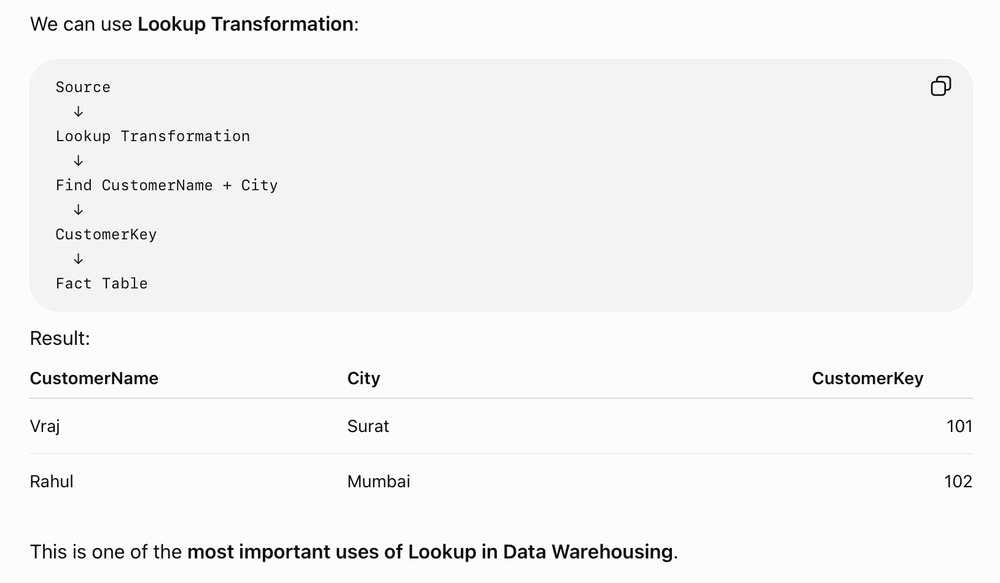 We can use Lookup Transformation:
Source
↓
Lookup Transformation
↓
Find CustomerName + City
↓
CustomerKey
↓
Fact Table
Result:
CustomerName City CustomerKey
Vraj Surat 101
Rahul Mumbai 102
This is one of the most important uses of Lookup in Data Warehousing.